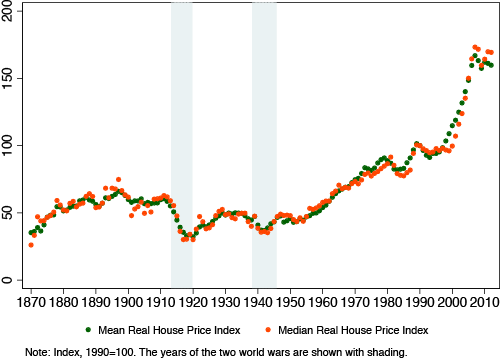 200
150
100
50
0
1870 1880 1890 1900 1910 1920 1930 1940 1950 1960 1970 1980 1990 2000 2010
Mean Real House Price Index Median Real House Price Index
Note: Index, 1990=100. The years of the two world wars are shown with shading.